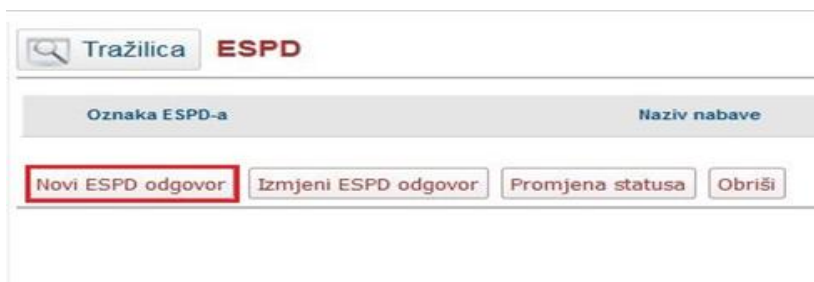 Tražilica ESPD
Oznaka ESPD-a Naziv nabave
Novi ESPD odgovor Izmjeni ESPD odgovor Promjena statusa Obriši